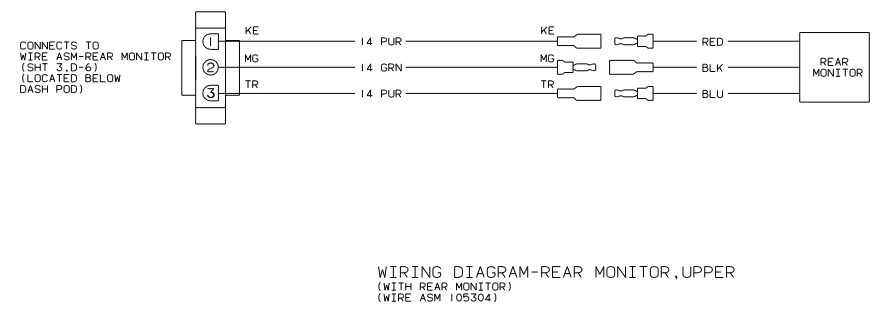 CONNECTS TO
WIRE ASM-REAR MONITOR
(SHT 3,D-6)
(LOCATED BELOW
DASH POD)
1 KE 14 PUR KE RED
2 MG 14 GRN MG BLK
3 TR 14 PUR TR BLU
REAR
MONITOR
WIRING DIAGRAM-REAR MONITOR,UPPER
(WITH REAR MONITOR)
(WIRE ASM 105304)